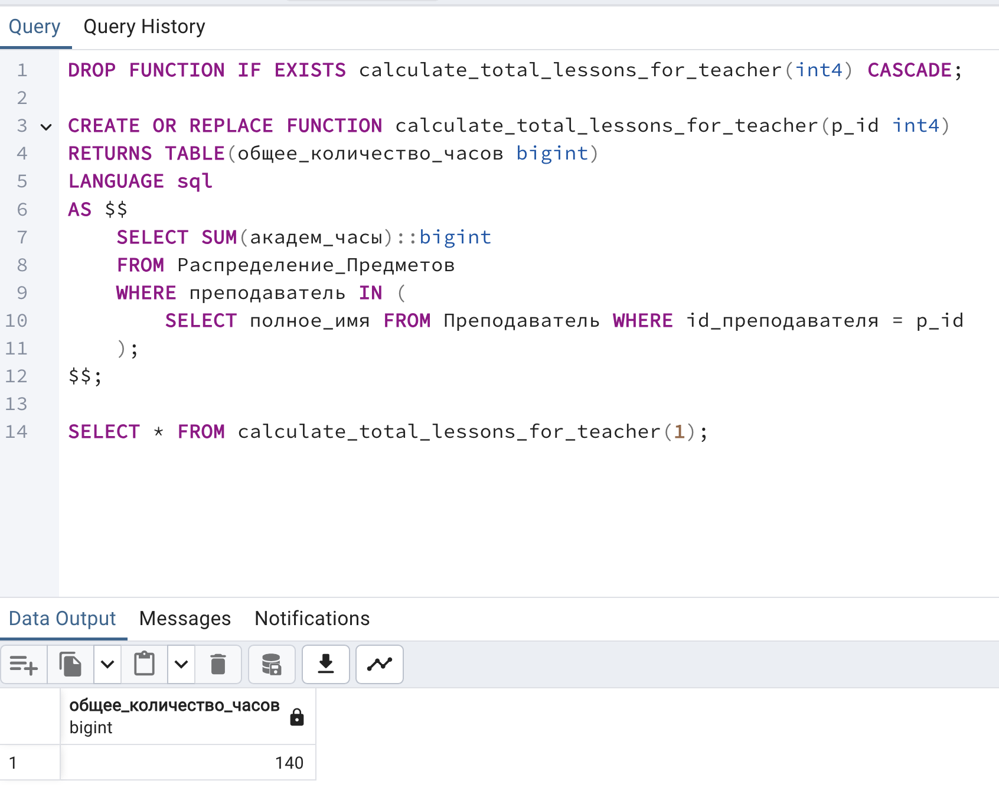 Query Query History
1 DROP FUNCTION IF EXISTS calculate_total_lessons_for_teacher(int4) CASCADE;
2
3 CREATE OR REPLACE FUNCTION calculate_total_lessons_for_teacher(p_id int4)
4 RETURNS TABLE(общее_количество_часов bigint)
5 LANGUAGE sql
6 AS $$
7 SELECT SUM(академ_часы)::bigint
8 FROM Распределение_Предметов
9 WHERE преподаватель IN (
10 SELECT полное_имя FROM Преподаватель WHERE id_преподавателя = p_id
11 );
12 $$;
13
14 SELECT * FROM calculate_total_lessons_for_teacher(1);
Data Output Messages Notifications
общее_количество_часов
bigint
1 140